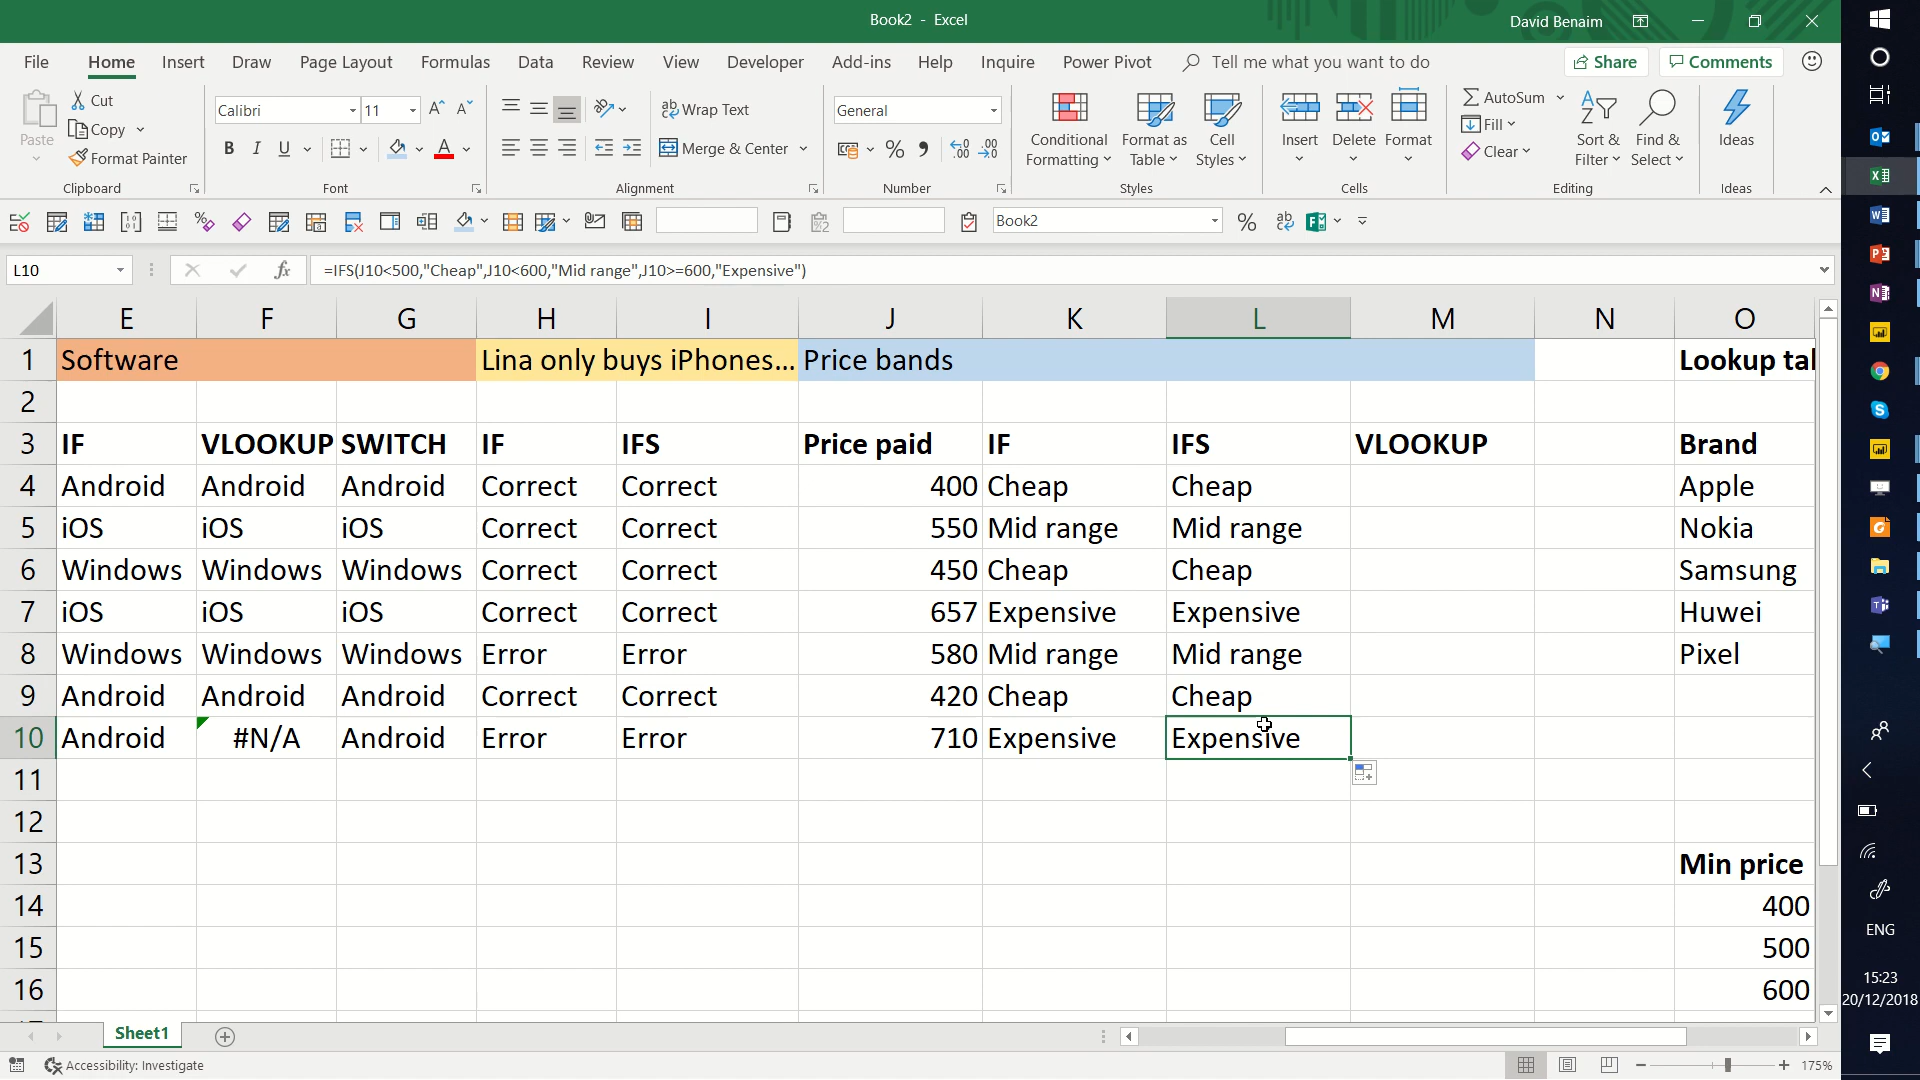 Book2 - Excel
David Benaim
File Home Insert Draw Page Layout Formulas Data Review View Developer Add-ins Help Inquire Power Pivot Tell me what you want to do Share Comments
Paste
Cut
Copy
Format Painter
Clipboard
Calibri 11
B I U
Font
Wrap Text
Merge & Center
Alignment
General
Number
Conditional Formatting
Format as Table
Cell Styles
Styles
Insert Delete Format
Cells
AutoSum
Fill
Clear
Sort & Filter
Find & Select
Editing
Ideas
Ideas
Book2
L10 fx =IFS(J10<500,"Cheap",J10<600,"Mid range",J10>=600,"Expensive")
E F G H I J K L M N O
1 Software Lina only buys iPhones... Price bands Lookup tal
2
3 IF VLOOKUP SWITCH IF IFS Price paid IF IFS VLOOKUP Brand
4 Android Android Android Correct Correct 400 Cheap Cheap Apple
5 iOS iOS iOS Correct Correct 550 Mid range Mid range Nokia
6 Windows Windows Windows Correct Correct 450 Cheap Cheap Samsung
7 iOS iOS iOS Correct Correct 657 Expensive Expensive Huwei
8 Windows Windows Windows Error Error 580 Mid range Mid range Pixel
9 Android Android Android Correct Correct 420 Cheap Cheap
10 Android #N/A Android Error Error 710 Expensive Expensive
11
12
13 Min price
14 400
15 500
16 600
Sheet1
Accessibility: Investigate
175%
ENG
15:23
20/12/2018